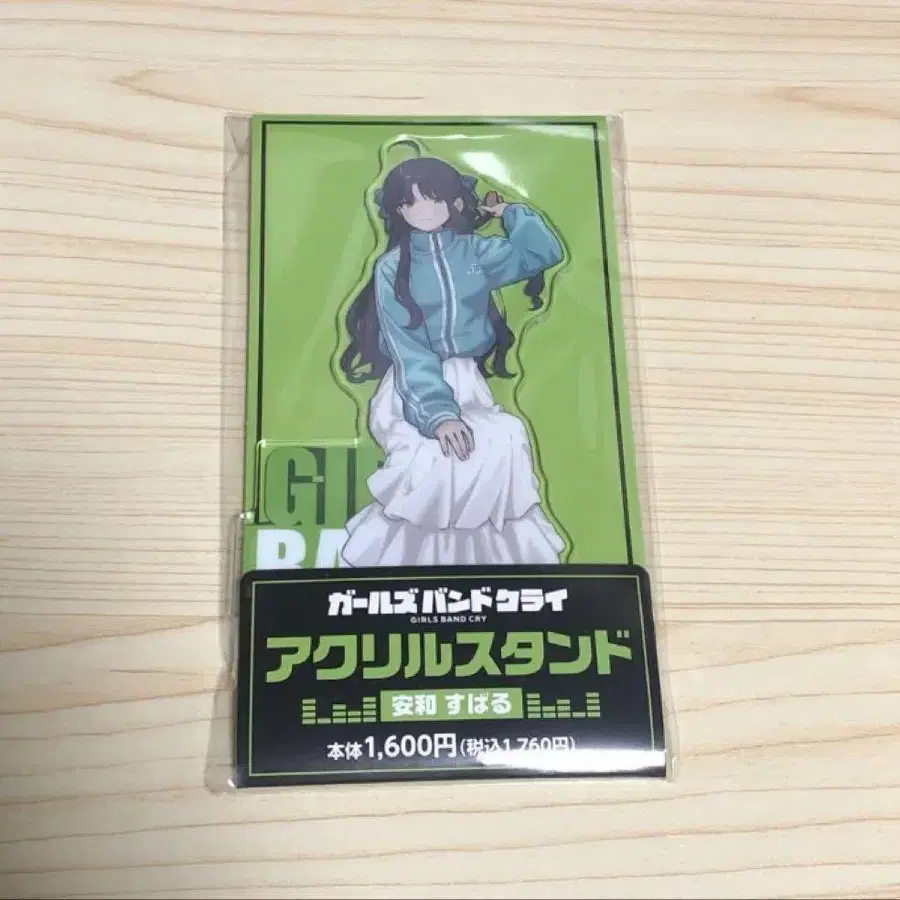 GI
BA
ガールズバンドクライ
GIRLS BAND CRY
アクリルスタンド
安和 すばる
本体1,600円(税込1,760円)